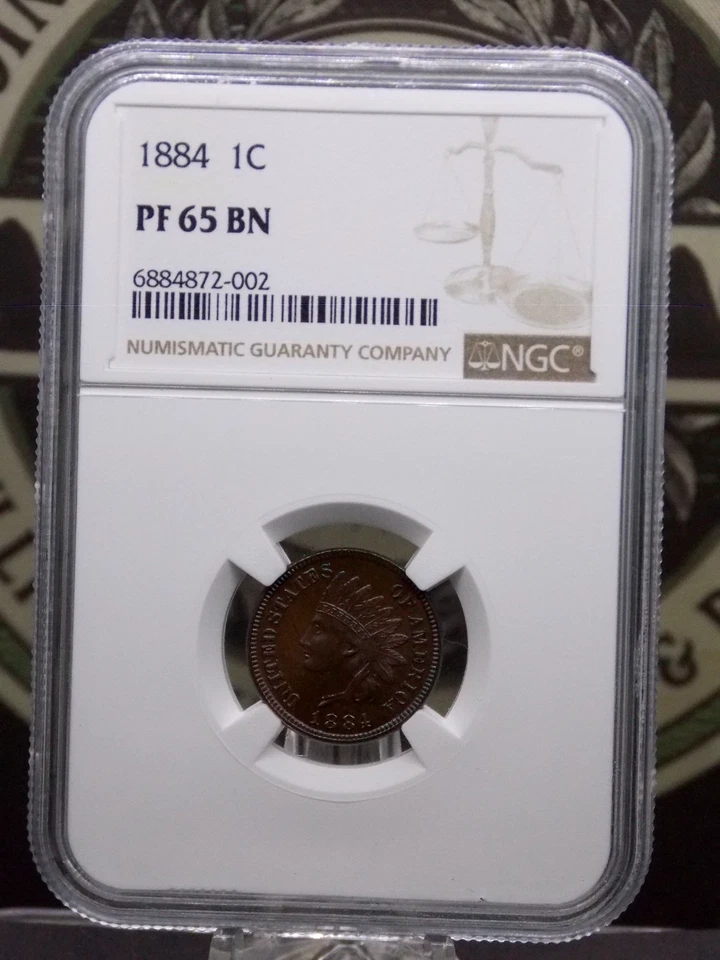 1884 1C
PF 65 BN
6884872-002
NUMISMATIC GUARANTY COMPANY NGC®
UNITED STATES OF AMERICA
1884
&